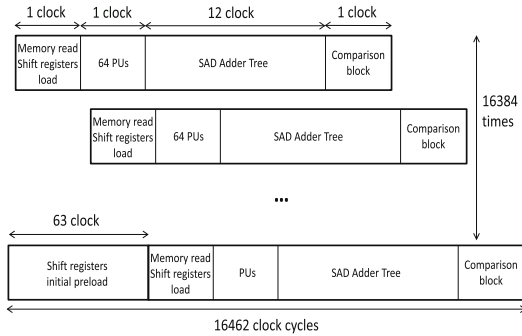 1 clock 1 clock 12 clock 1 clock
Memory read
Shift registers
load
64 PUs
SAD Adder Tree
Comparison
block
Memory read
Shift registers
load
64 PUs
SAD Adder Tree
Comparison
block
16384
times
...
63 clock
Shift registers
initial preload
Memory read
Shift registers
load
PUs
SAD Adder Tree
Comparison
block
16462 clock cycles